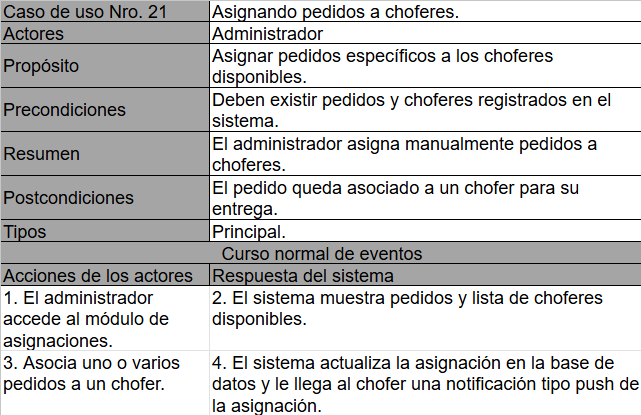 Caso de uso Nro. 21
Asignando pedidos a choferes.
Actores
Administrador
Propósito
Asignar pedidos específicos a los choferes
disponibles.
Precondiciones
Deben existir pedidos y choferes registrados en el
sistema.
Resumen
El administrador asigna manualmente pedidos a
choferes.
Postcondiciones
El pedido queda asociado a un chofer para su
entrega.
Tipos
Principal.
Curso normal de eventos
Acciones de los actores
Respuesta del sistema
1. El administrador
accede al módulo de
asignaciones.
2. El sistema muestra pedidos y lista de choferes
disponibles.
3. Asocia uno o varios
pedidos a un chofer.
4. El sistema actualiza la asignación en la base de
datos y le llega al chofer una notificación tipo push de
la asignación.